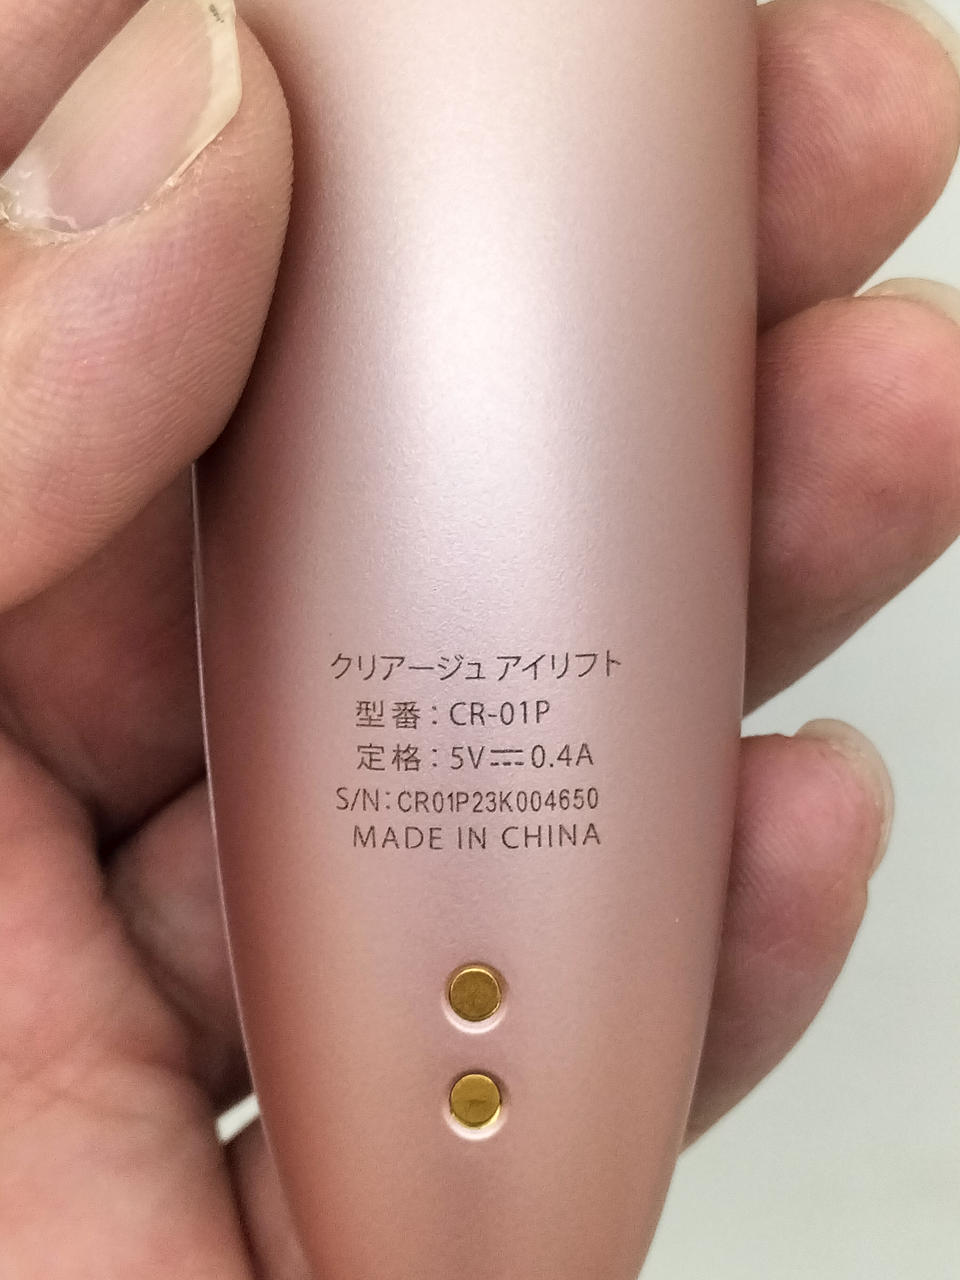 クリアージュ アイリフト
型番：CR-01P
定格：5V⎓0.4A
S/N：CR01P23K004650
MADE IN CHINA